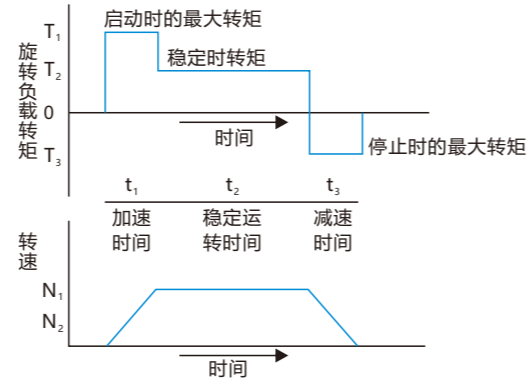 启动时的最大转矩
T₁
稳定时转矩
T₂
旋转负载转矩
0
时间
T₃
停止时的最大转矩
t₁
t₂
t₃
加速
时间
稳定运
转时间
减速
时间
转速
N₁
N₂
时间